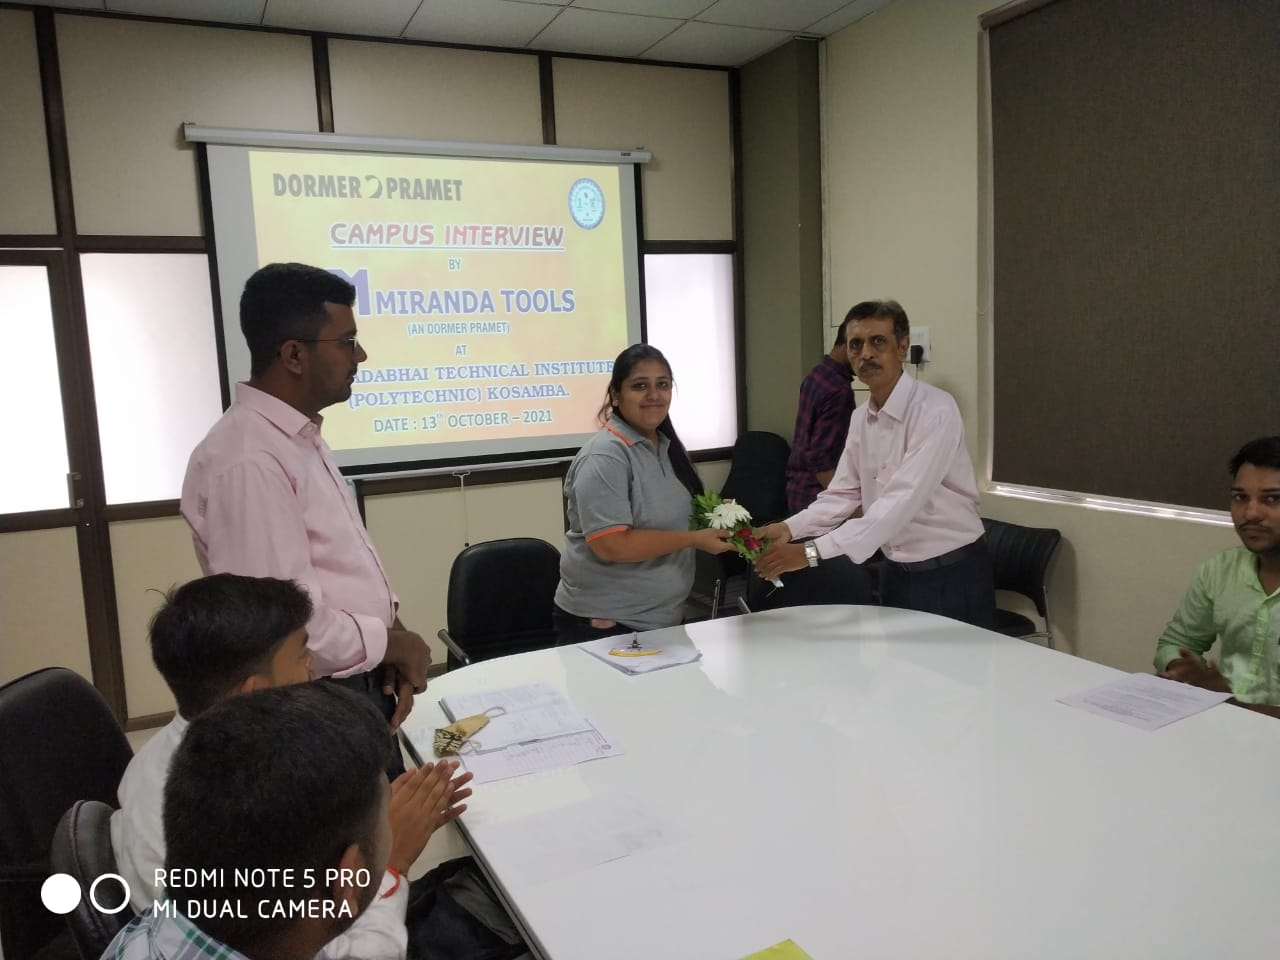 DORMER PRAMET
CAMPUS INTERVIEW
BY
MIRANDA TOOLS
(AN DORMER PRAMET)
AT
TECHNICAL INSTITUTE
(POLYTECHNIC) KOSAMBA.
DATE : 13th OCTOBER – 2021
REDMI NOTE 5 PRO
MI DUAL CAMERA